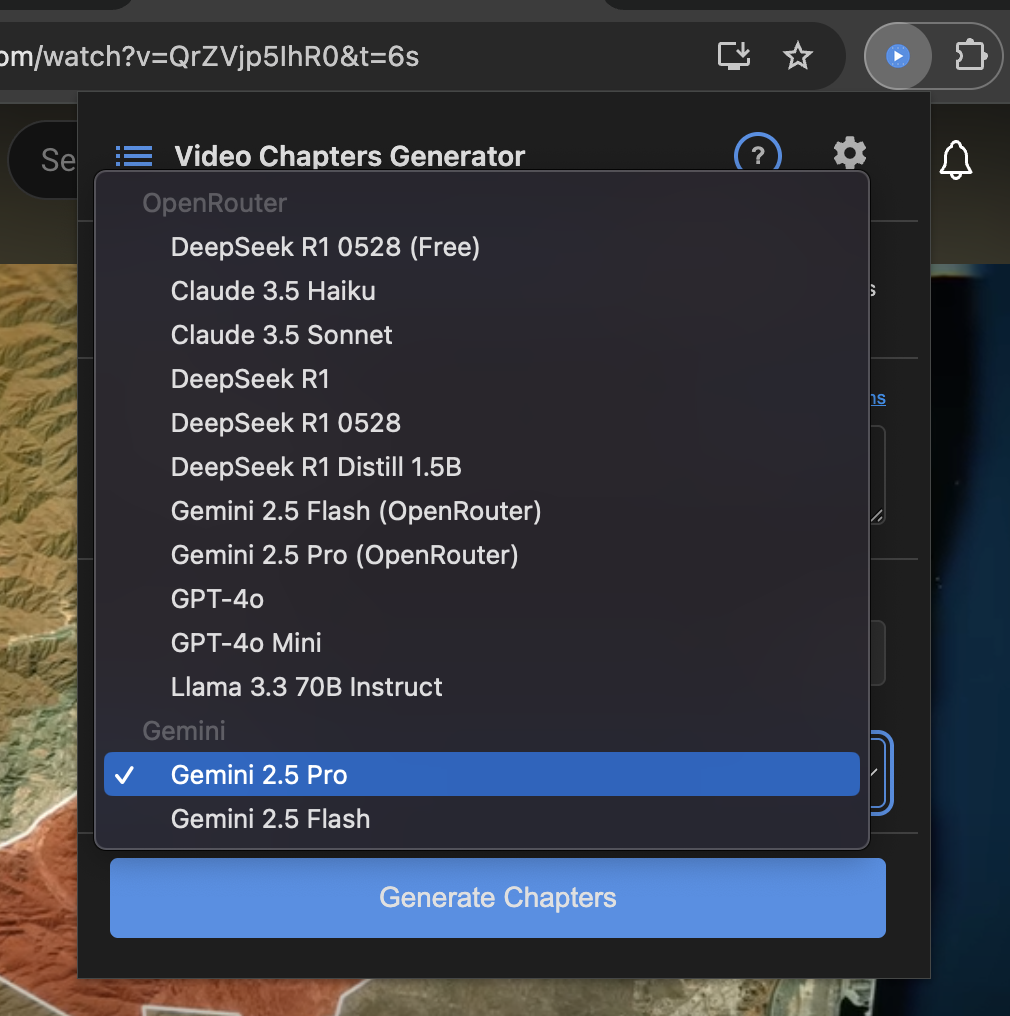 om/watch?v=QrZVjp5IhR0&t=6s
Se
Video Chapters Generator
?
OpenRouter
DeepSeek R1 0528 (Free)
Claude 3.5 Haiku
s
Claude 3.5 Sonnet
DeepSeek R1
ns
DeepSeek R1 0528
DeepSeek R1 Distill 1.5B
Gemini 2.5 Flash (OpenRouter)
Gemini 2.5 Pro (OpenRouter)
GPT-4o
GPT-4o Mini
Llama 3.3 70B Instruct
Gemini
✓ Gemini 2.5 Pro
Gemini 2.5 Flash
Generate Chapters